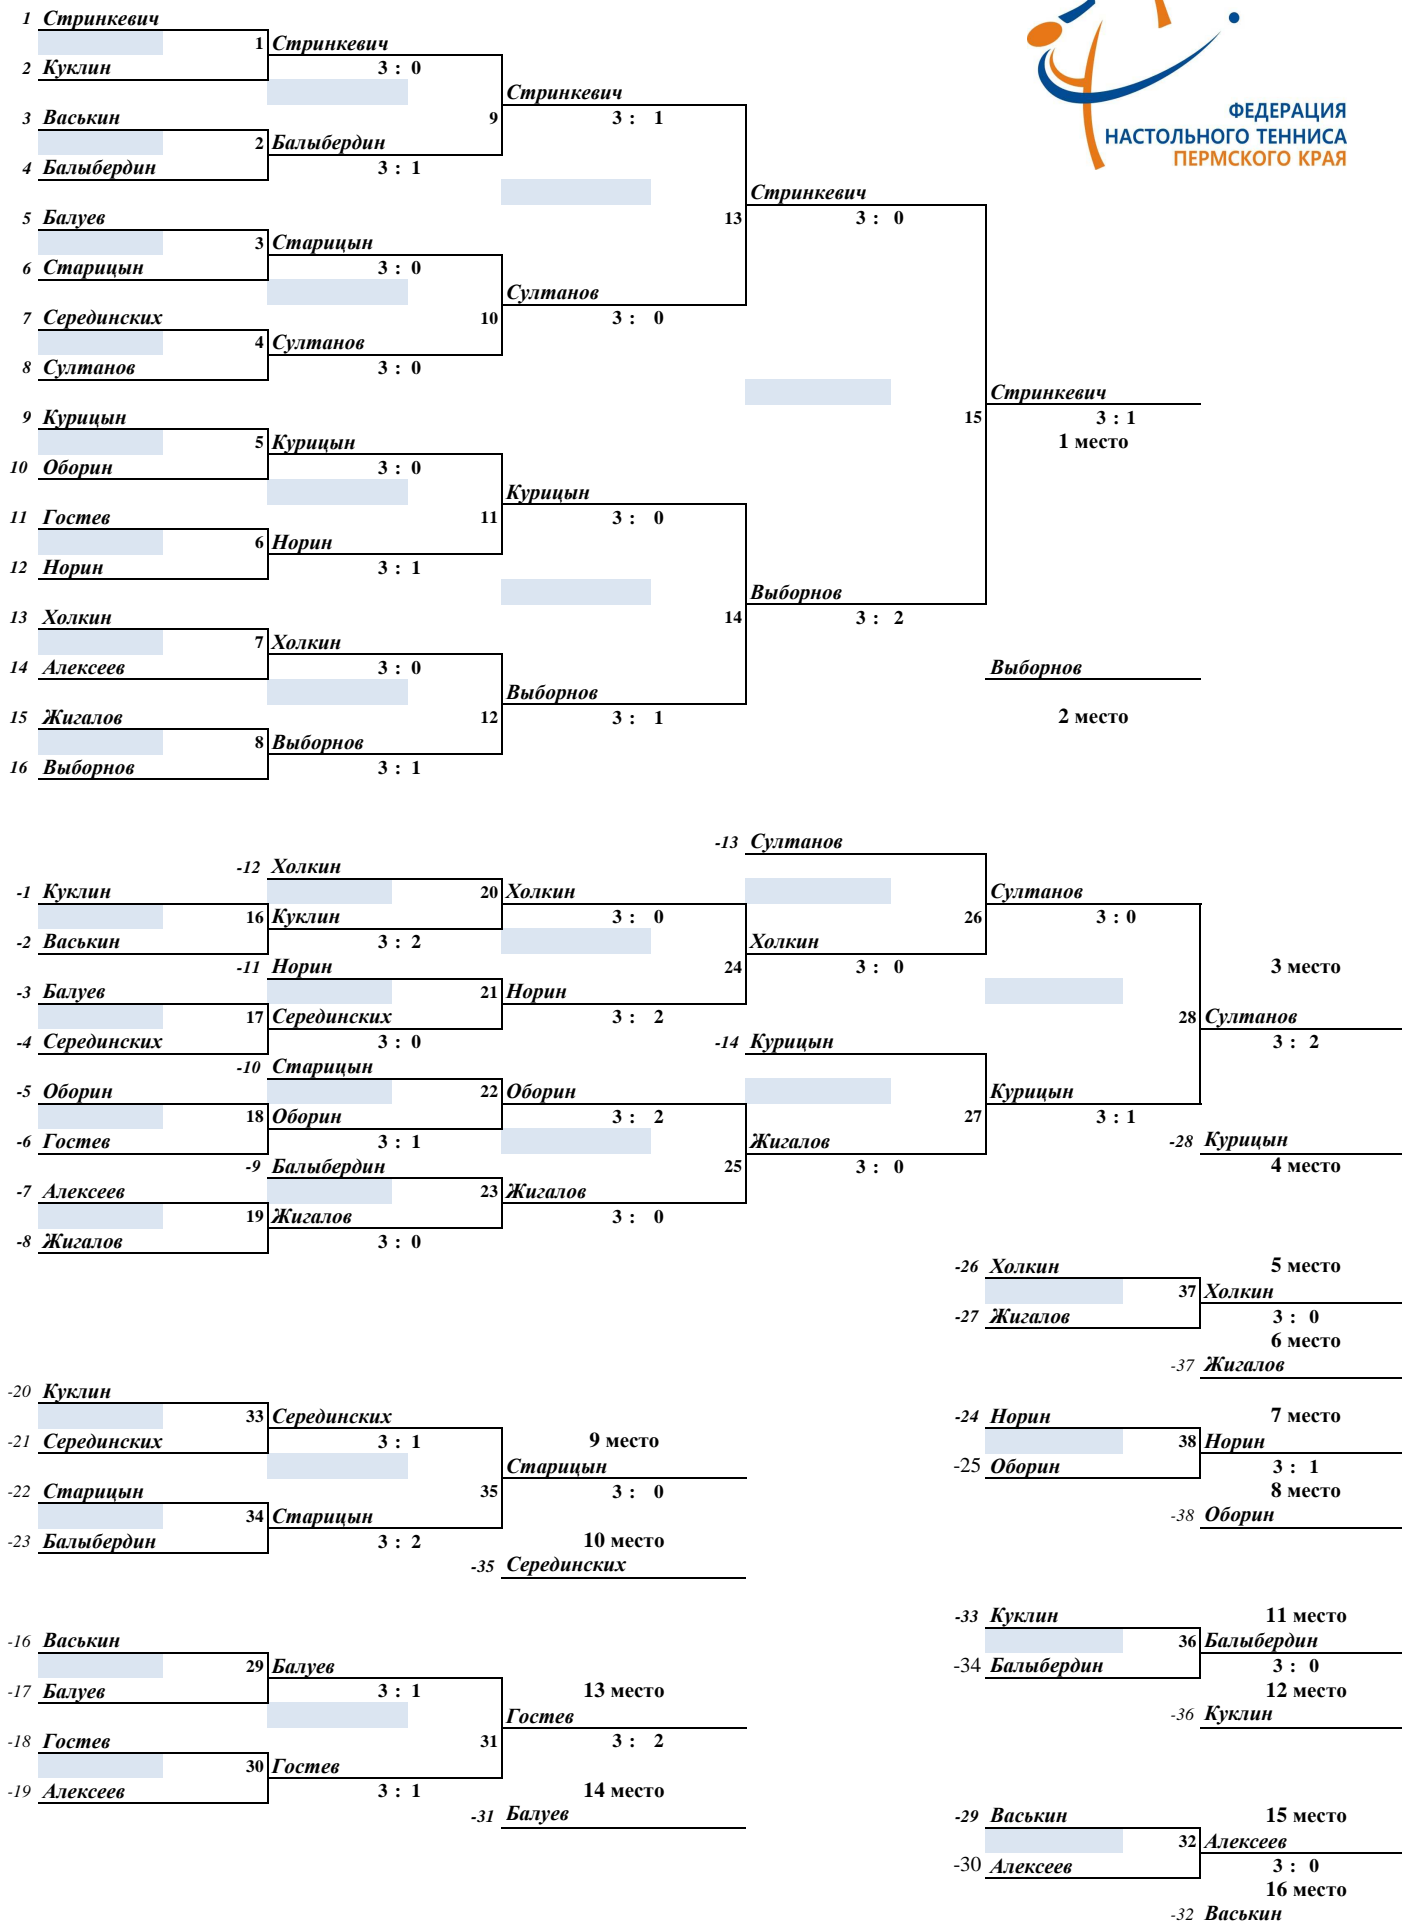 1 Стринкевич
1 Стринкевич
2 Куклин 3 : 0
Стринкевич
3 Васькин 9 3 : 1
2 Балыбердин
4 Балыбердин 3 : 1
ФЕДЕРАЦИЯ
НАСТОЛЬНОГО ТЕННИСА
ПЕРМСКОГО КРАЯ
Стринкевич
5 Балуев 13 3 : 0
3 Старицын
6 Старицын 3 : 0
Султанов
7 Серединских 10 3 : 0
4 Султанов
8 Султанов 3 : 0
Стринкевич
9 Курицын 15 3 : 1
5 Курицын 1 место
10 Оборин 3 : 0
Курицын
11 Гостев 11 3 : 0
6 Норин
12 Норин 3 : 1
Выборнов
13 Холкин 14 3 : 2
7 Холкин
14 Алексеев 3 : 0 Выборнов
Выборнов
15 Жигалов 12 3 : 1 2 место
8 Выборнов
16 Выборнов 3 : 1
-13 Султанов
-12 Холкин
-1 Куклин 20 Холкин Султанов
16 Куклин 3 : 0 26 3 : 0
-2 Васькин 3 : 2 Холкин
-11 Норин 24 3 : 0 3 место
-3 Балуев 21 Норин
17 Серединских 3 : 2 28 Султанов
-4 Серединских 3 : 0 -14 Курицын 3 : 2
-10 Старицын
-5 Оборин 22 Оборин Курицын
18 Оборин 3 : 2 27 3 : 1
-6 Гостев 3 : 1 Жигалов -28 Курицын
-9 Балыбердин 25 3 : 0 4 место
-7 Алексеев 23 Жигалов
19 Жигалов 3 : 0
-8 Жигалов 3 : 0
-26 Холкин 5 место
37 Холкин
-27 Жигалов 3 : 0
6 место
-37 Жигалов
-20 Куклин
33 Серединских -24 Норин 7 место
-21 Серединских 3 : 1 9 место 38 Норин
Старицын -25 Оборин 3 : 1
-22 Старицын 35 3 : 0 8 место
34 Старицын -38 Оборин
-23 Балыбердин 3 : 2 10 место
-35 Серединских
-33 Куклин 11 место
-16 Васькин 36 Балыбердин
29 Балуев -34 Балыбердин 3 : 0
-17 Балуев 3 : 1 13 место 12 место
Гостев -36 Куклин
-18 Гостев 31 3 : 2
30 Гостев
-19 Алексеев 3 : 1 14 место
-31 Балуев -29 Васькин 15 место
32 Алексеев
-30 Алексеев 3 : 0
16 место
-32 Васькин